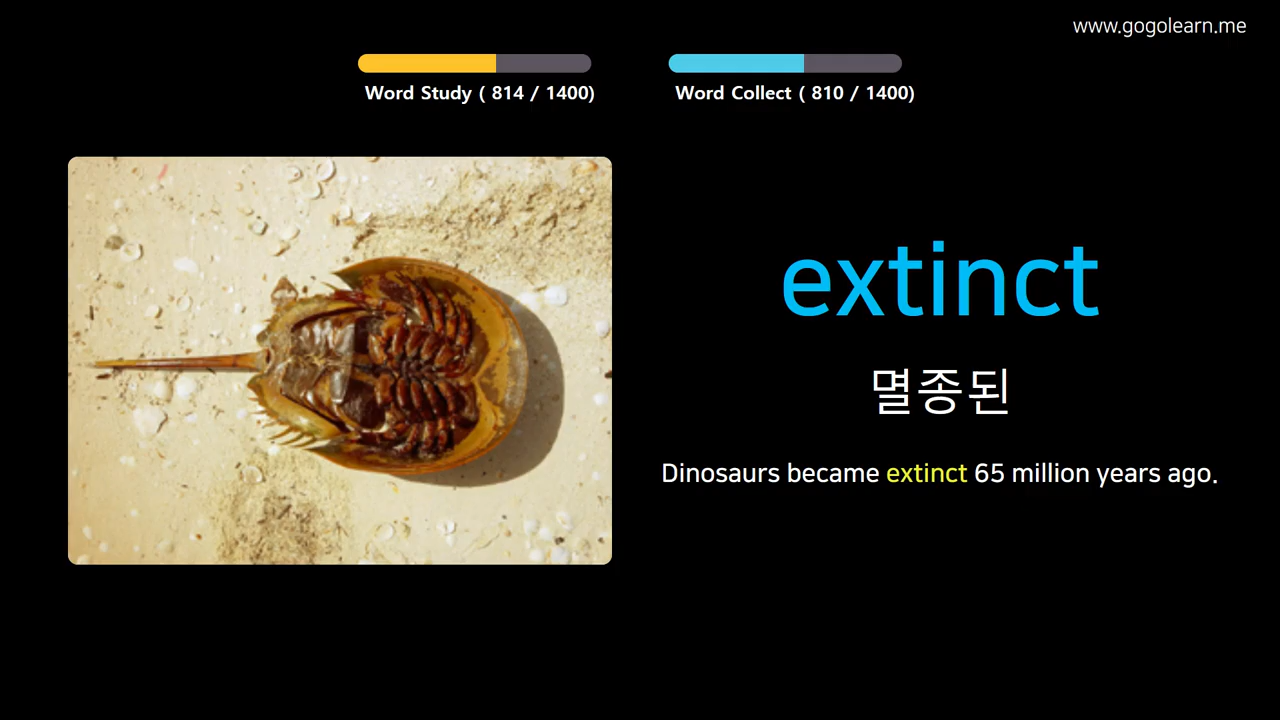 www.gogolearn.me
Word Study ( 814 / 1400)
Word Collect ( 810 / 1400)
extinct
멸종된
Dinosaurs became extinct 65 million years ago.